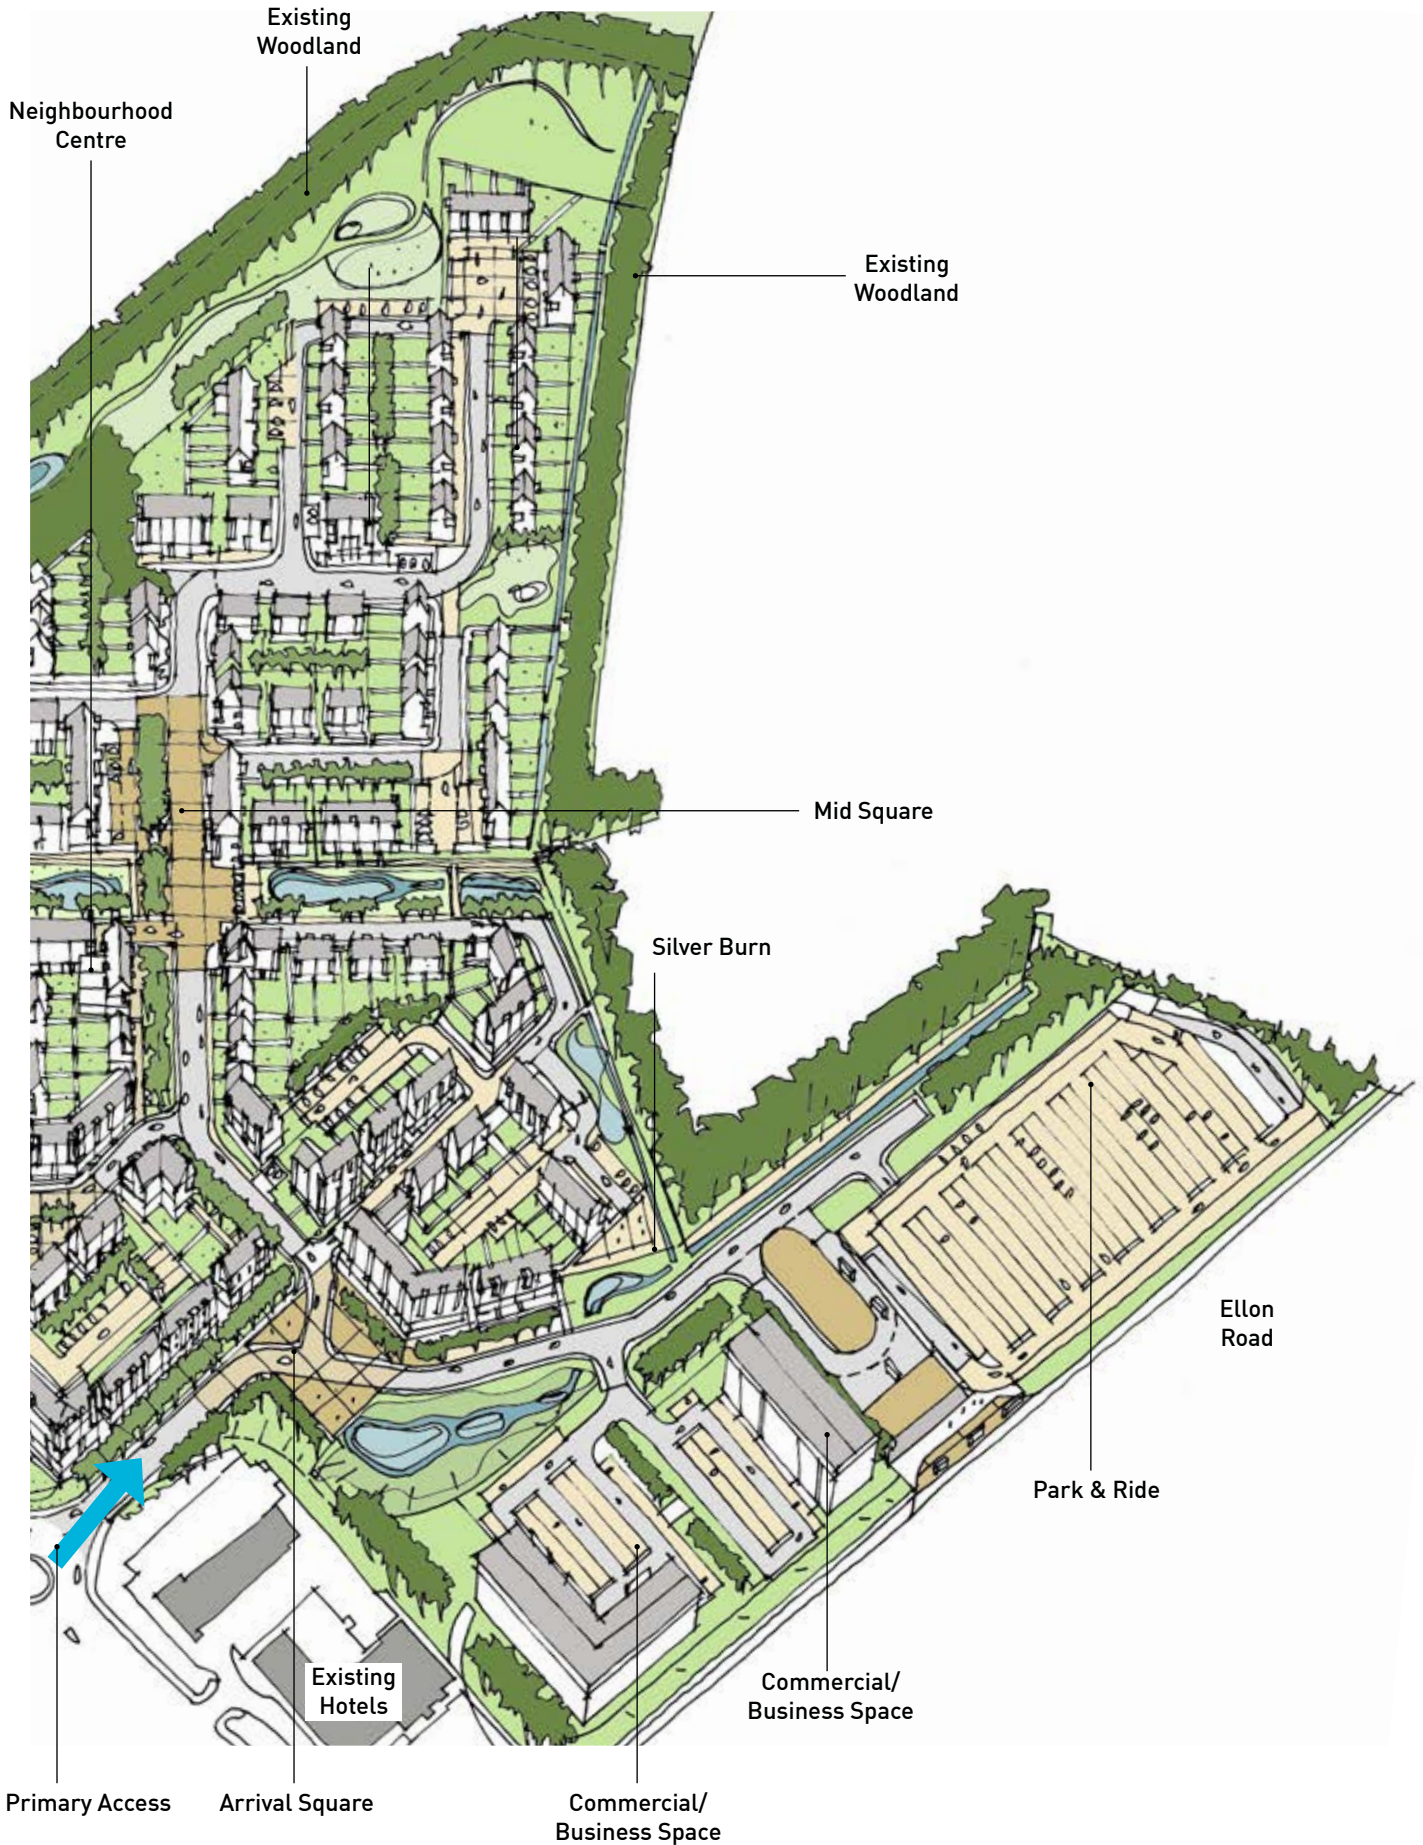 Existing
Woodland
Neighbourhood
Centre
Existing
Woodland
Mid Square
Silver Burn
Ellon
Road
Park & Ride
Existing
Hotels
Commercial/
Business Space
Primary Access
Arrival Square
Commercial/
Business Space